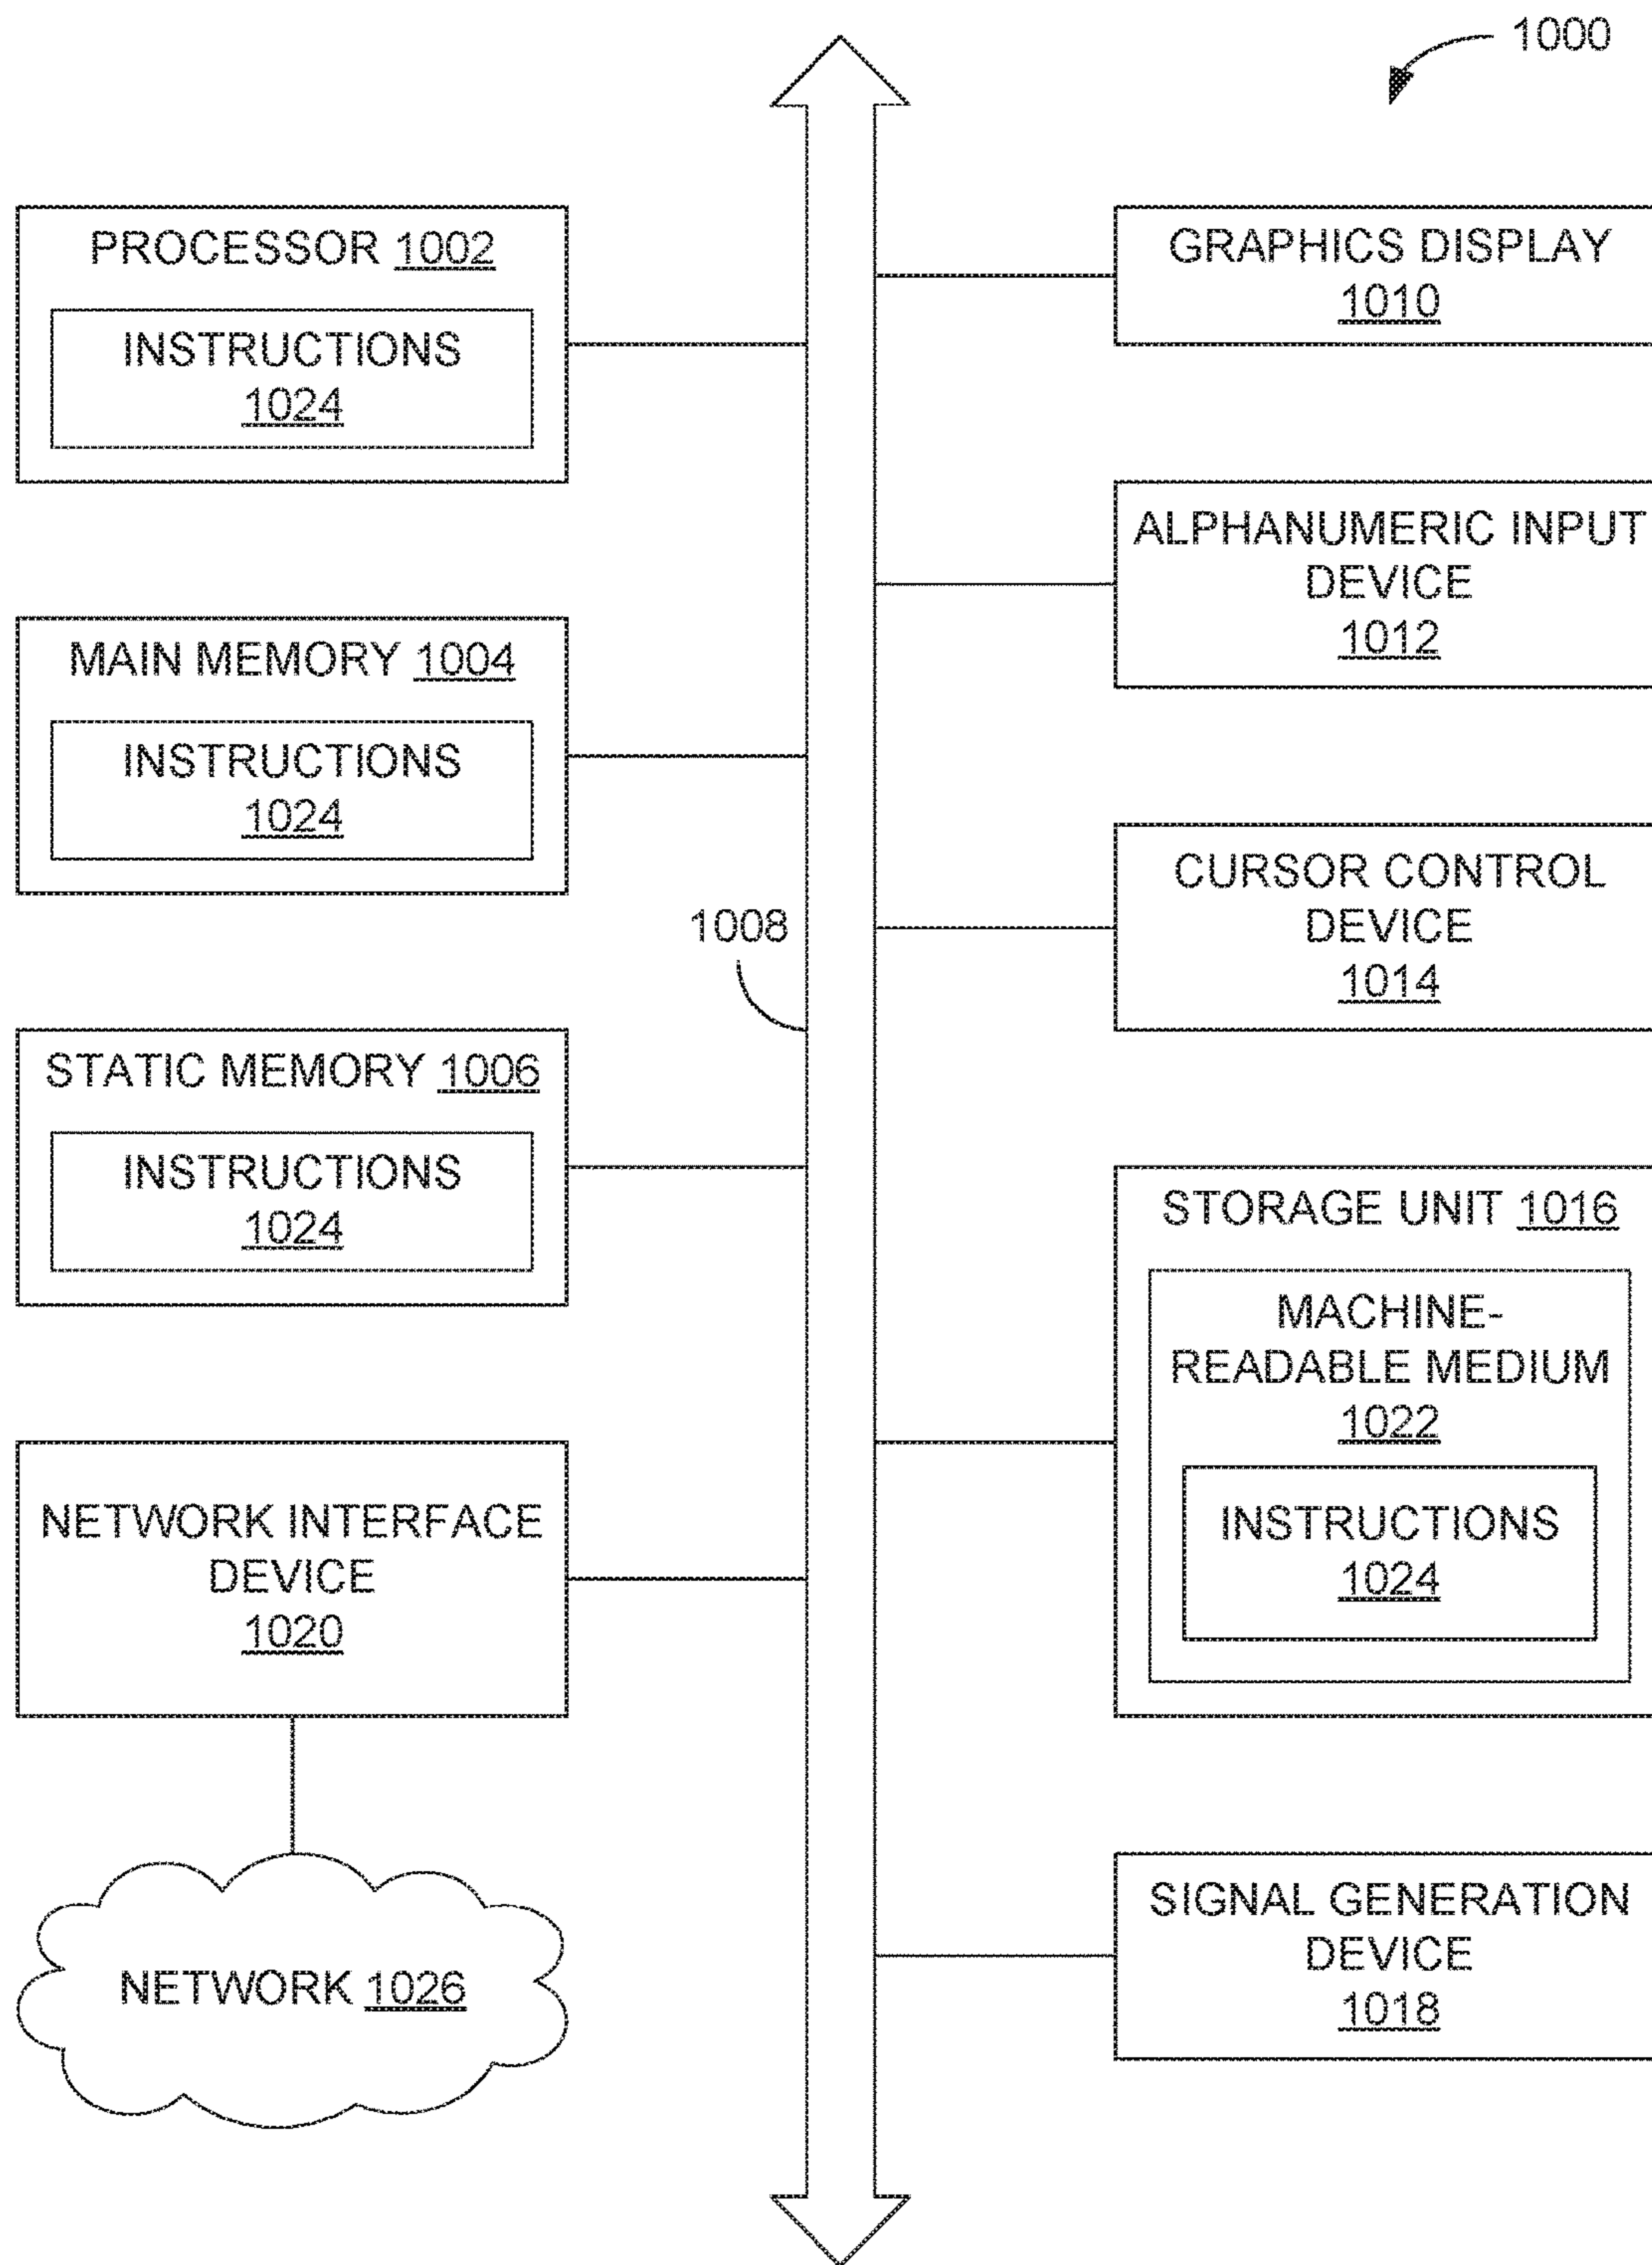 1000
PROCESSOR 1002
INSTRUCTIONS
1024
MAIN MEMORY 1004
INSTRUCTIONS
1024
1008
STATIC MEMORY 1006
INSTRUCTIONS
1024
NETWORK INTERFACE
DEVICE
1020
NETWORK 1026
GRAPHICS DISPLAY
1010
ALPHANUMERIC INPUT
DEVICE
1012
CURSOR CONTROL
DEVICE
1014
STORAGE UNIT 1016
MACHINE-
READABLE MEDIUM
1022
INSTRUCTIONS
1024
SIGNAL GENERATION
DEVICE
1018